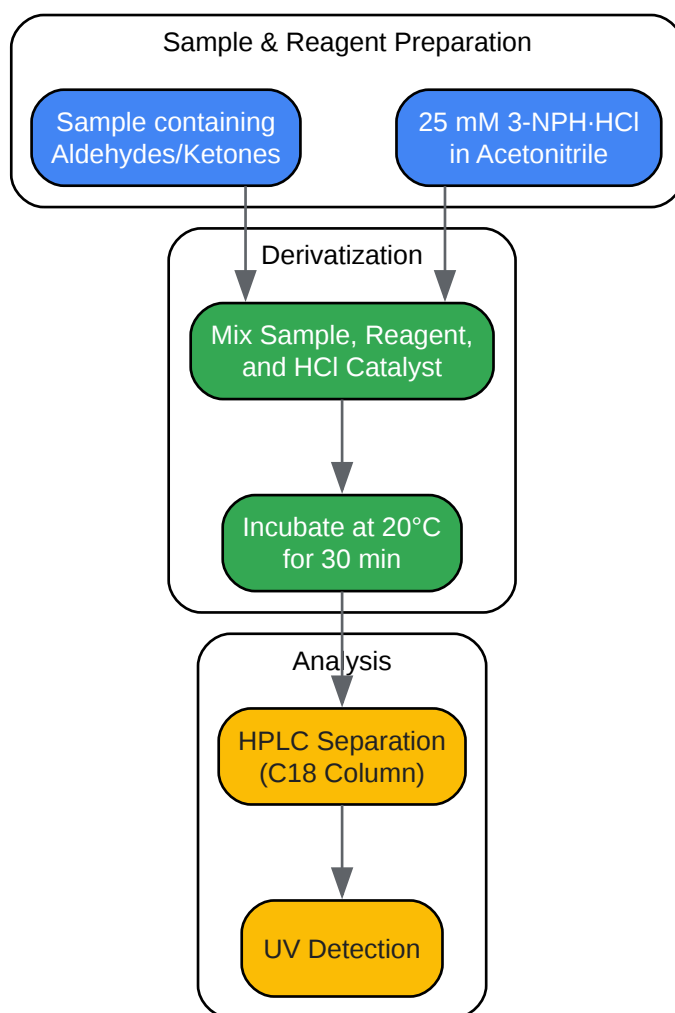 Sample & Reagent Preparation
Sample containing
Aldehydes/Ketones
25 mM 3-NPH·HCl
in Acetonitrile
Derivatization
Mix Sample, Reagent,
and HCl Catalyst
Incubate at 20°C
for 30 min
Analysis
HPLC Separation
(C18 Column)
UV Detection